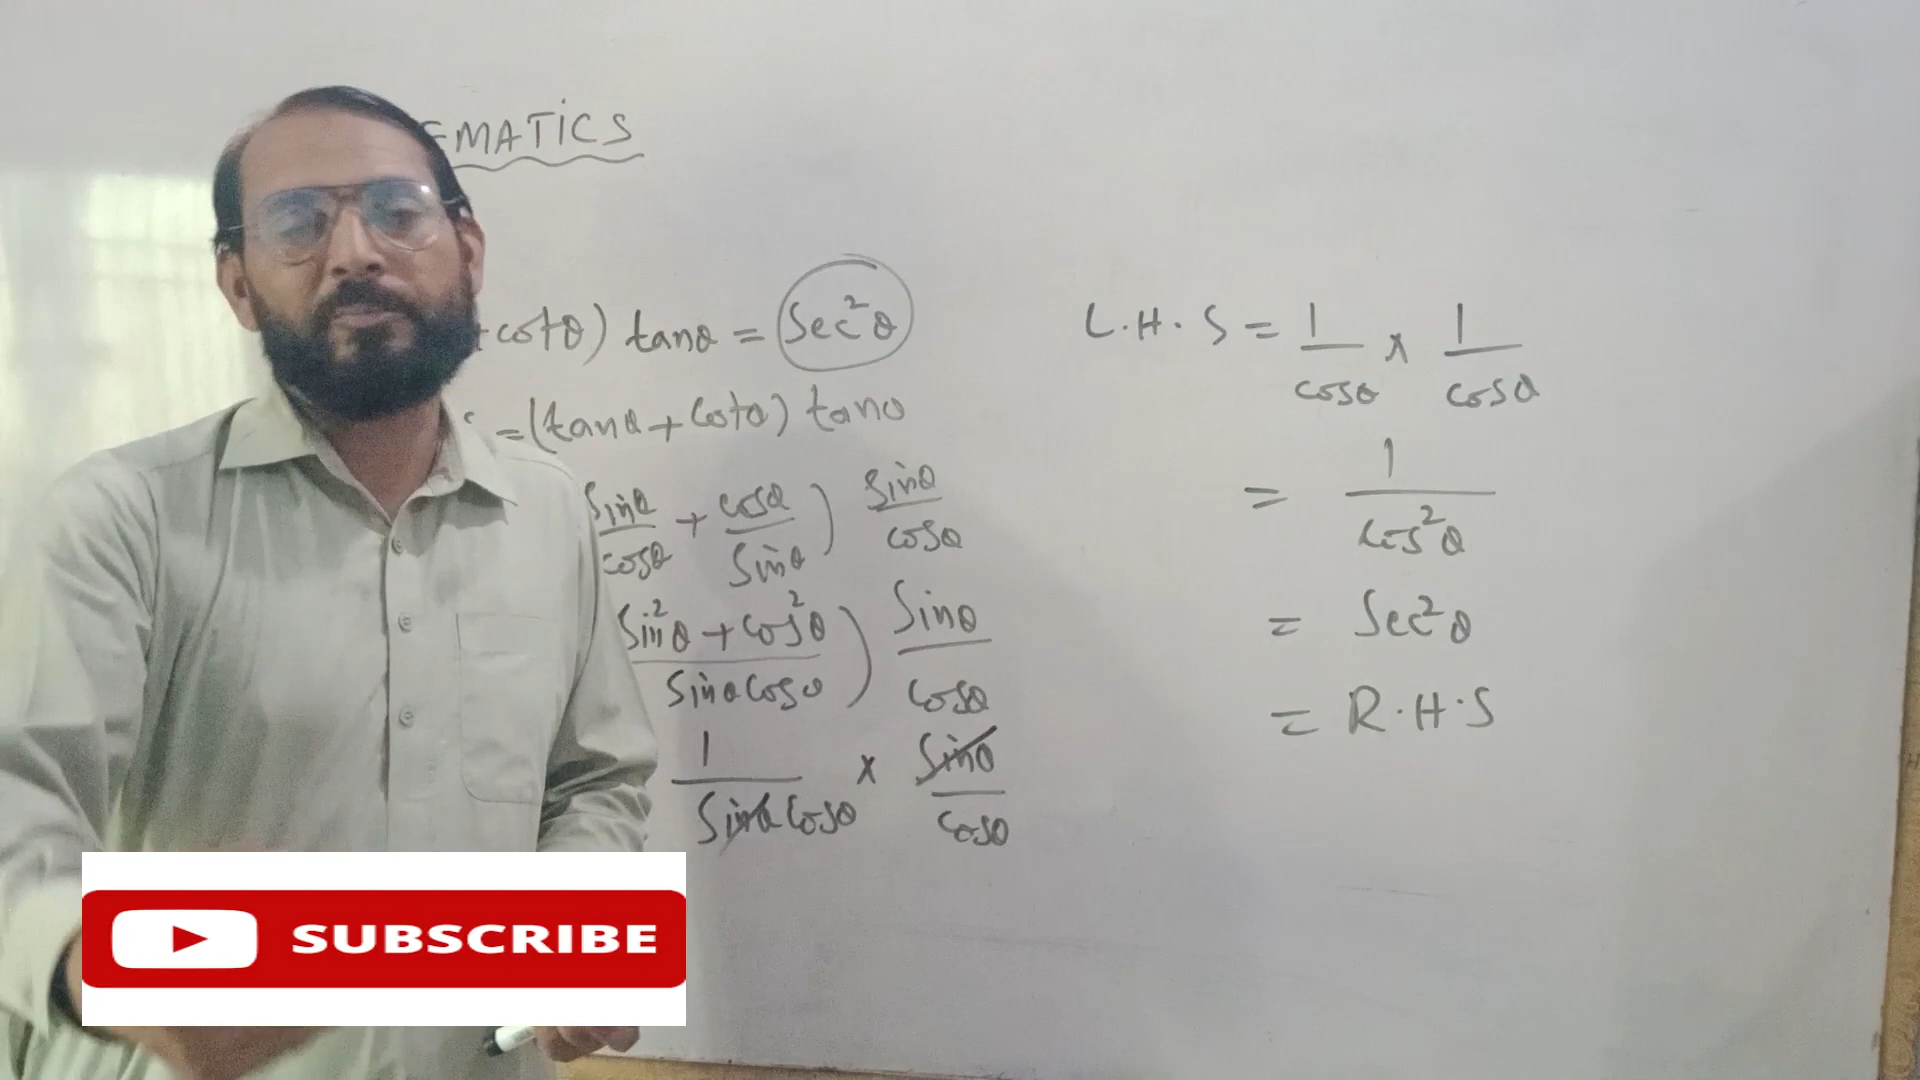 EMATICS
+cotθ) tanθ = Sec²θ
=(tanθ+Cotθ) tanθ
Sinθ/cosθ + cosθ/Sinθ) Sinθ/cosθ
Sin²θ+Cos²θ/SinθCosθ) Sinθ/cosθ
1/SinθCosθ × Sinθ/cosθ
L.H.S = 1/cosθ × 1/cosθ
= 1/Cos²θ
= Sec²θ
= R.H.S
SUBSCRIBE